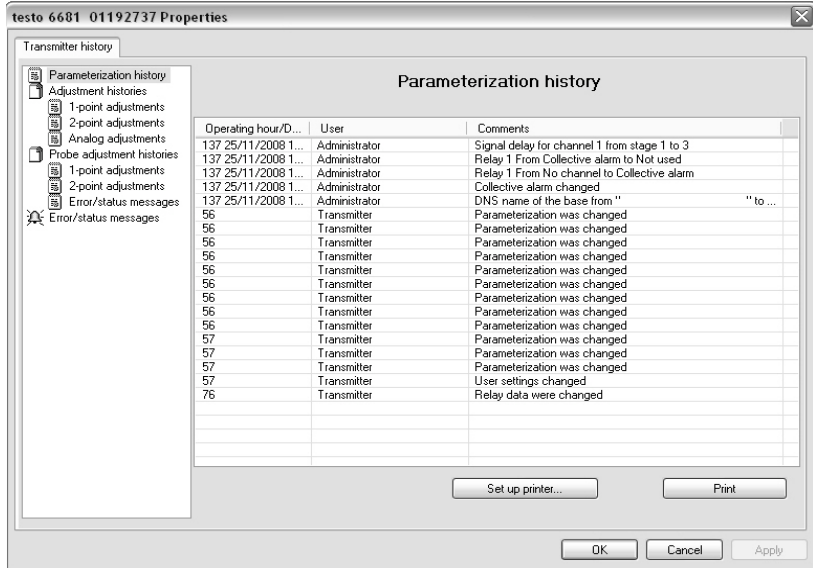 testo 6681 01192737 Properties
Transmitter history
Parameterization history
Adjustment histories
1-point adjustments
2-point adjustments
Analog adjustments
Probe adjustment histories
1-point adjustments
2-point adjustments
Error/status messages
Error/status messages
Parameterization history
Operating hour/D... User Comments
137 25/11/2008 1... Administrator Signal delay for channel 1 from stage 1 to 3
137 25/11/2008 1... Administrator Relay 1 From Collective alarm to Not used
137 25/11/2008 1... Administrator Relay 1 From No channel to Collective alarm
137 25/11/2008 1... Administrator Collective alarm changed
137 25/11/2008 1... Administrator DNS name of the base from " " to ...
56 Transmitter Parameterization was changed
56 Transmitter Parameterization was changed
56 Transmitter Parameterization was changed
56 Transmitter Parameterization was changed
56 Transmitter Parameterization was changed
56 Transmitter Parameterization was changed
56 Transmitter Parameterization was changed
56 Transmitter Parameterization was changed
56 Transmitter Parameterization was changed
57 Transmitter Parameterization was changed
57 Transmitter Parameterization was changed
57 Transmitter Parameterization was changed
57 Transmitter User settings changed
76 Transmitter Relay data were changed
Set up printer... Print
OK Cancel Apply